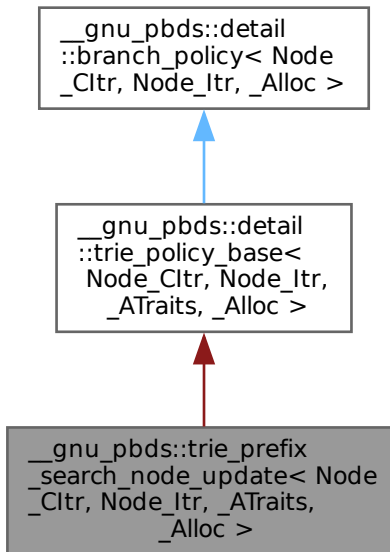 __gnu_pbds::detail
::branch_policy< Node
_CItr, Node_Itr, _Alloc >
__gnu_pbds::detail
::trie_policy_base<
Node_CItr, Node_Itr,
_ATraits, _Alloc >
__gnu_pbds::trie_prefix
_search_node_update< Node
_CItr, Node_Itr, _ATraits,
_Alloc >